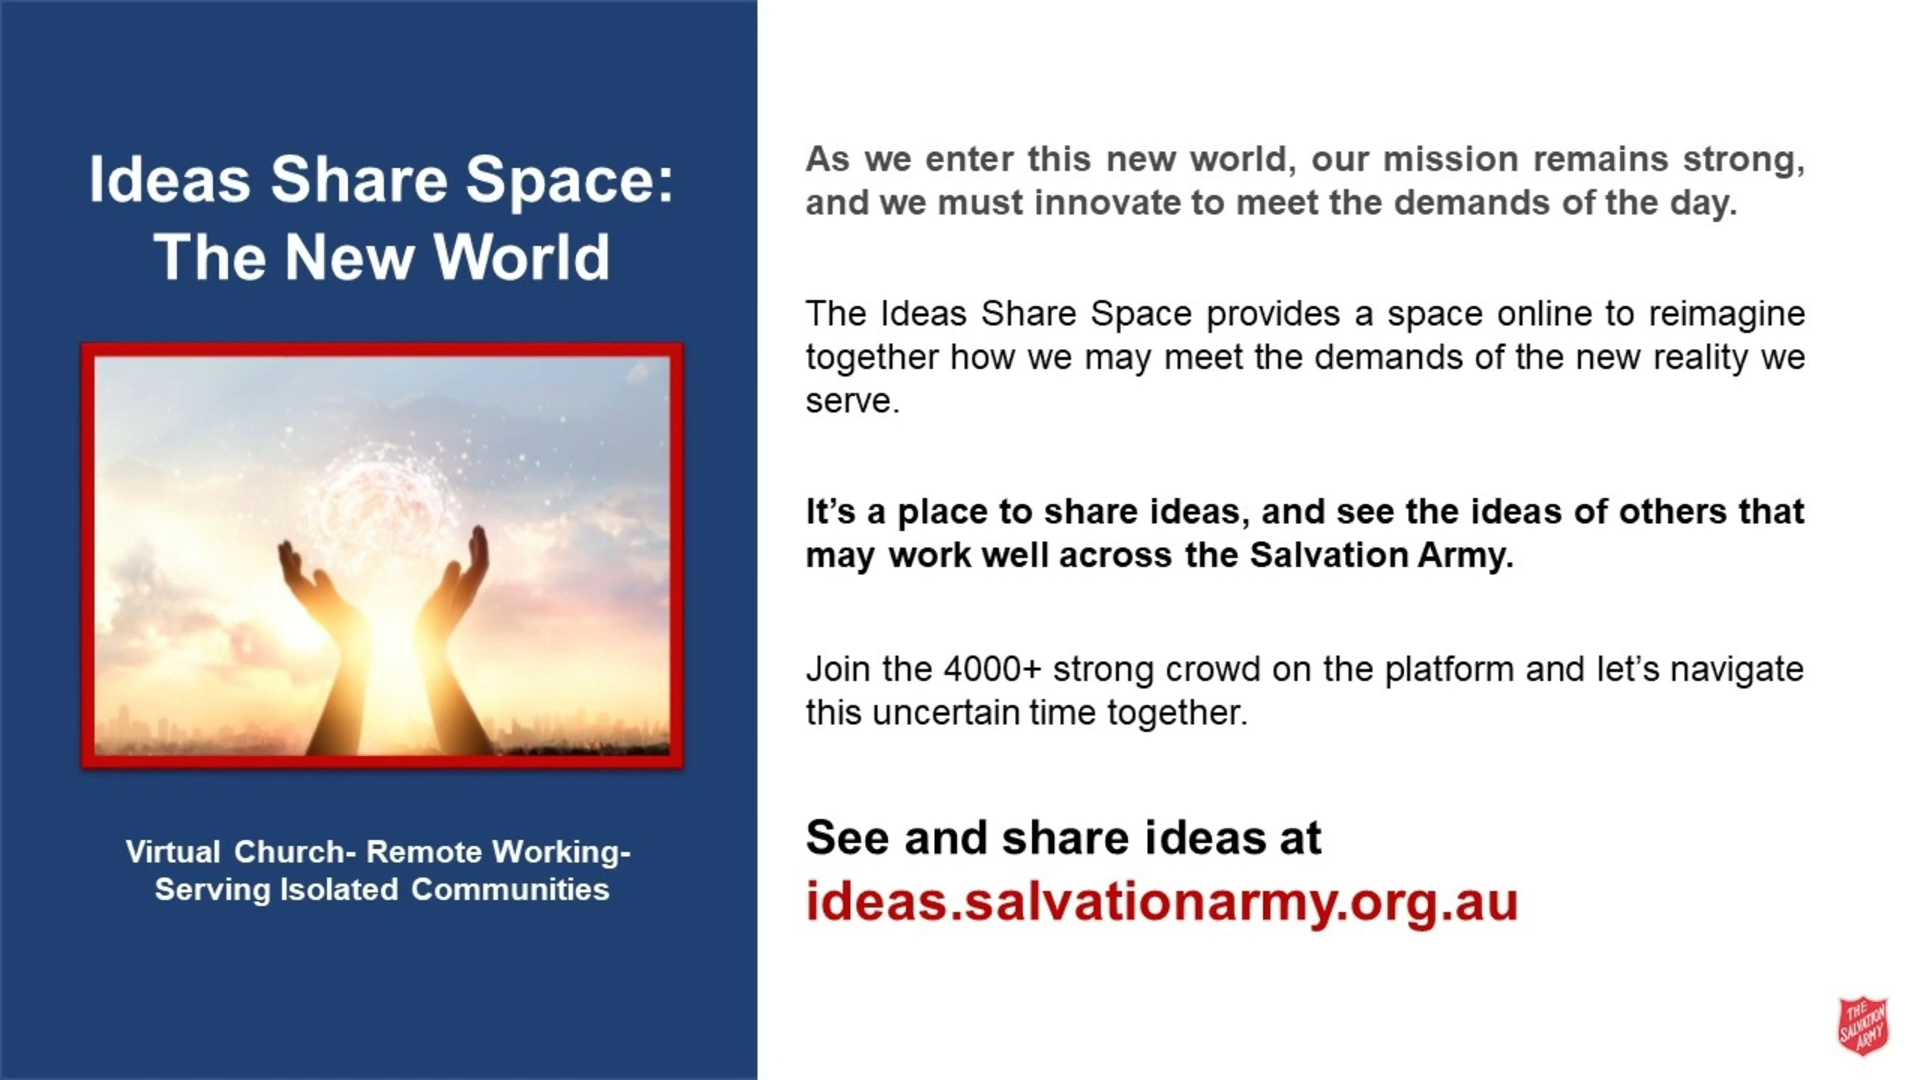 Ideas Share Space:
The New World
Virtual Church- Remote Working-
Serving Isolated Communities
As we enter this new world, our mission remains strong,
and we must innovate to meet the demands of the day.
The Ideas Share Space provides a space online to reimagine
together how we may meet the demands of the new reality we
serve.
It’s a place to share ideas, and see the ideas of others that
may work well across the Salvation Army.
Join the 4000+ strong crowd on the platform and let’s navigate
this uncertain time together.
See and share ideas at
ideas.salvationarmy.org.au
THE
SALVATION
ARMY